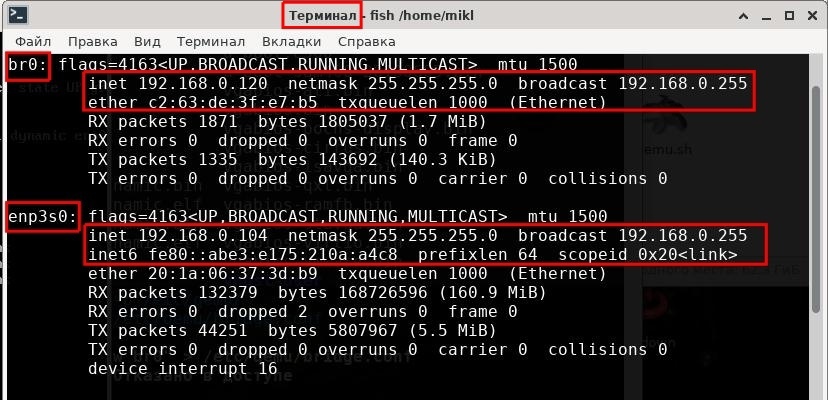 Терминал - fish /home/mikl
Файл Правка Вид Терминал Вкладки Справка
br0: flags=4163<UP,BROADCAST,RUNNING,MULTICAST> mtu 1500
inet 192.168.0.120 netmask 255.255.255.0 broadcast 192.168.0.255
ether c2:63:de:3f:e7:b5 txqueuelen 1000 (Ethernet)
RX packets 1871 bytes 1805037 (1.7 MiB)
RX errors 0 dropped 0 overruns 0 frame 0
TX packets 1335 bytes 143692 (140.3 KiB)
TX errors 0 dropped 0 overruns 0 carrier 0 collisions 0
enp3s0: flags=4163<UP,BROADCAST,RUNNING,MULTICAST> mtu 1500
inet 192.168.0.104 netmask 255.255.255.0 broadcast 192.168.0.255
inet6 fe80::abe3:e175:210a:a4c8 prefixlen 64 scopeid 0x20<link>
ether 20:1a:06:37:3d:b9 txqueuelen 1000 (Ethernet)
RX packets 132379 bytes 168726596 (160.9 MiB)
RX errors 0 dropped 2 overruns 0 frame 0
TX packets 44251 bytes 5807967 (5.5 MiB)
TX errors 0 dropped 0 overruns 0 carrier 0 collisions 0
device interrupt 16
emu.sh
отказано в доступе